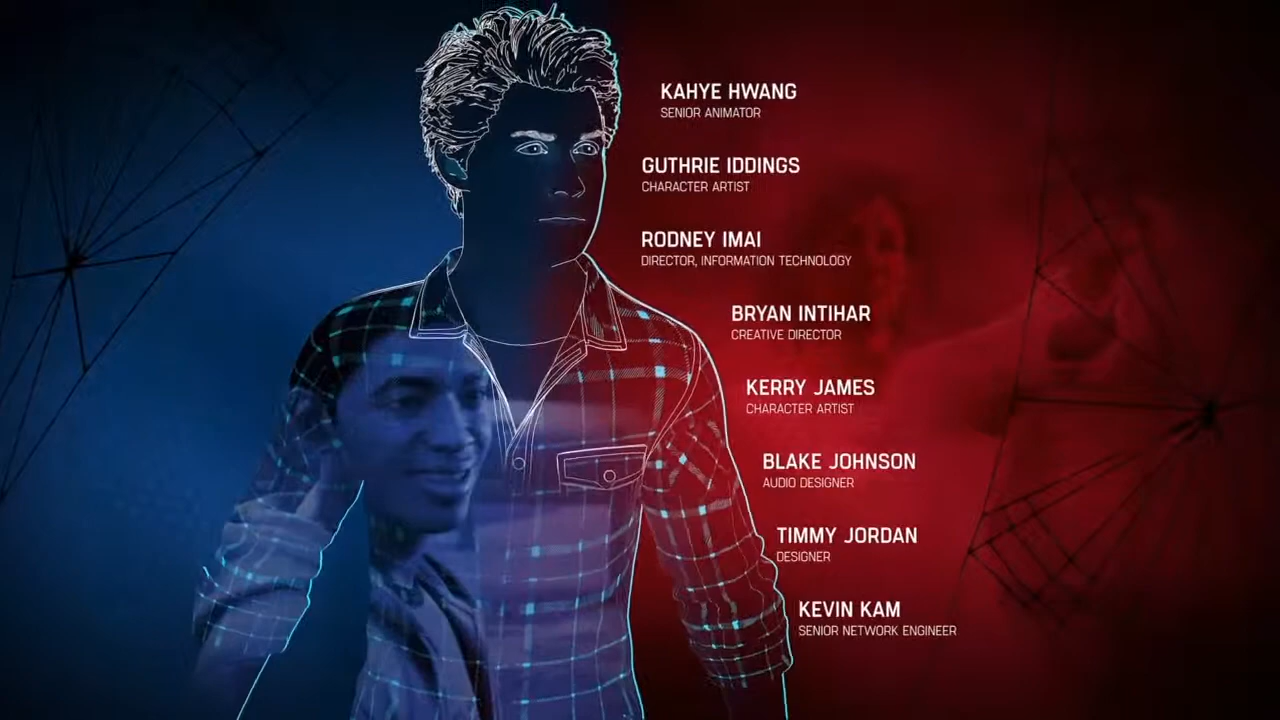 KAHYE HWANG
SENIOR ANIMATOR
GUTHRIE IDDINGS
CHARACTER ARTIST
RODNEY IMAI
DIRECTOR, INFORMATION TECHNOLOGY
BRYAN INTIHAR
CREATIVE DIRECTOR
KERRY JAMES
CHARACTER ARTIST
BLAKE JOHNSON
AUDIO DESIGNER
TIMMY JORDAN
DESIGNER
KEVIN KAM
SENIOR NETWORK ENGINEER